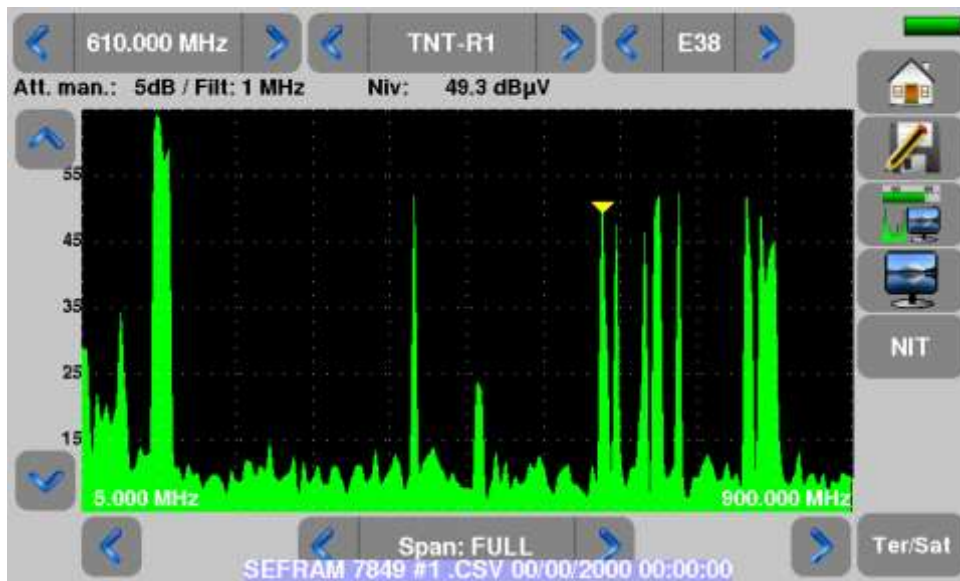 610.000 MHz
TNT-R1
E38
Att. man.: 5dB / Filt: 1 MHz
Niv: 49.3 dBµV
55
45
35
25
15
5.000 MHz
900.000 MHz
NIT
Span: FULL
Ter/Sat
SEFRAM 7849 #1 .CSV 00/00/2000 00:00:00